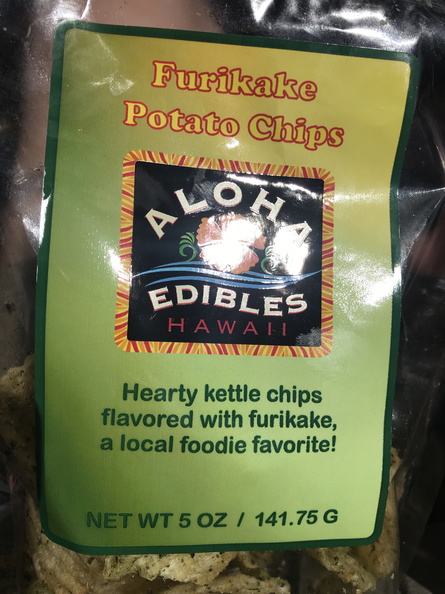 Furikake
Potato Chips
ALOHA
EDIBLES
HAWAII
Hearty kettle chips
flavored with furikake,
a local foodie favorite!
NET WT 5 OZ / 141.75 G